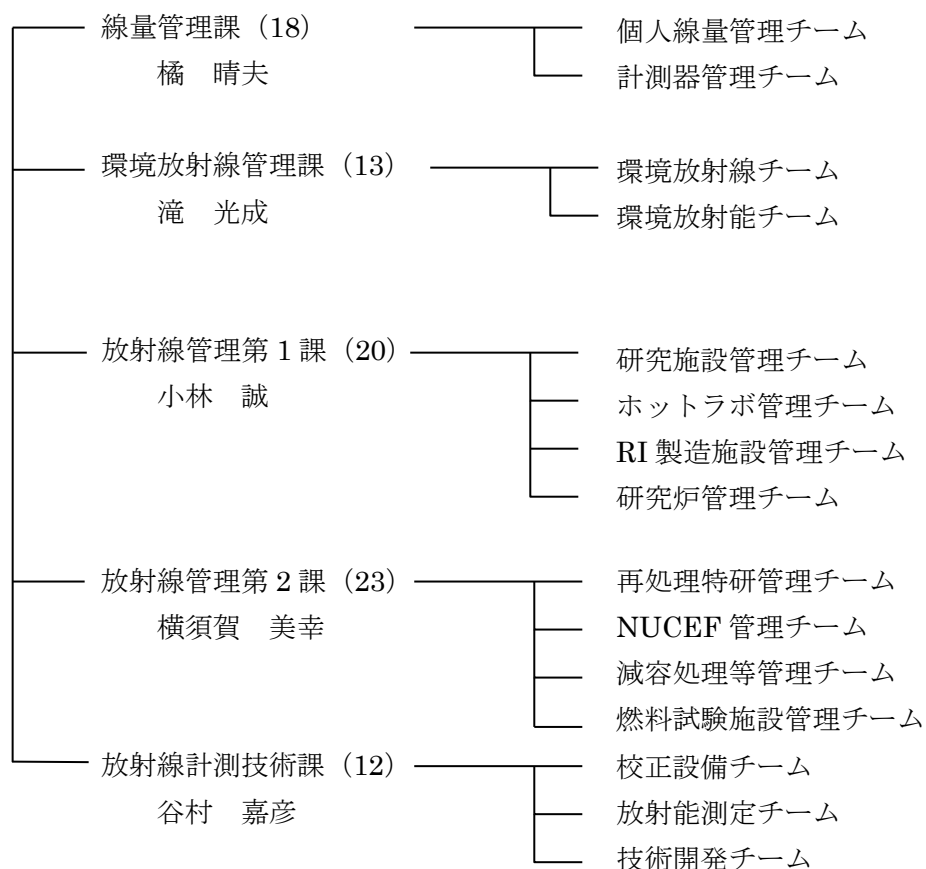 線量管理課（18）
橘　晴夫
個人線量管理チーム
計測器管理チーム
環境放射線管理課（13）
滝　光成
環境放射線チーム
環境放射能チーム
放射線管理第 1 課（20）
小林　誠
研究施設管理チーム
ホットラボ管理チーム
RI 製造施設管理チーム
研究炉管理チーム
放射線管理第 2 課（23）
横須賀　美幸
再処理特研管理チーム
NUCEF 管理チーム
減容処理等管理チーム
燃料試験施設管理チーム
放射線計測技術課（12）
谷村　嘉彦
校正設備チーム
放射能測定チーム
技術開発チーム